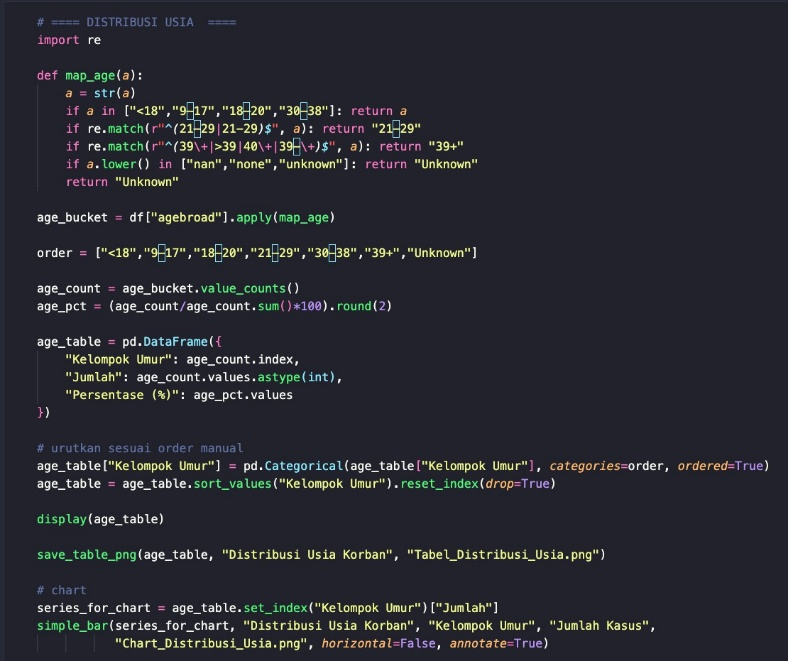 # ==== DISTRIBUSI USIA  ====
import re

def map_age(a):
    a = str(a)
    if a in ["<18","9–17","18–20","30–38"]: return a
    if re.match(r"^(21–29|21-29)$", a): return "21–29"
    if re.match(r"^(39\+|>39|40\+|39–\+)$", a): return "39+"
    if a.lower() in ["nan","none","unknown"]: return "Unknown"
    return "Unknown"

age_bucket = df["agebroad"].apply(map_age)

order = ["<18","9–17","18–20","21–29","30–38","39+","Unknown"]

age_count = age_bucket.value_counts()
age_pct = (age_count/age_count.sum()*100).round(2)

age_table = pd.DataFrame({
    "Kelompok Umur": age_count.index,
    "Jumlah": age_count.values.astype(int),
    "Persentase (%)": age_pct.values
})

# urutkan sesuai order manual
age_table["Kelompok Umur"] = pd.Categorical(age_table["Kelompok Umur"], categories=order, ordered=True)
age_table = age_table.sort_values("Kelompok Umur").reset_index(drop=True)

display(age_table)

save_table_png(age_table, "Distribusi Usia Korban", "Tabel_Distribusi_Usia.png")

# chart
series_for_chart = age_table.set_index("Kelompok Umur")["Jumlah"]
simple_bar(series_for_chart, "Distribusi Usia Korban", "Kelompok Umur", "Jumlah Kasus",
           "Chart_Distribusi_Usia.png", horizontal=False, annotate=True)